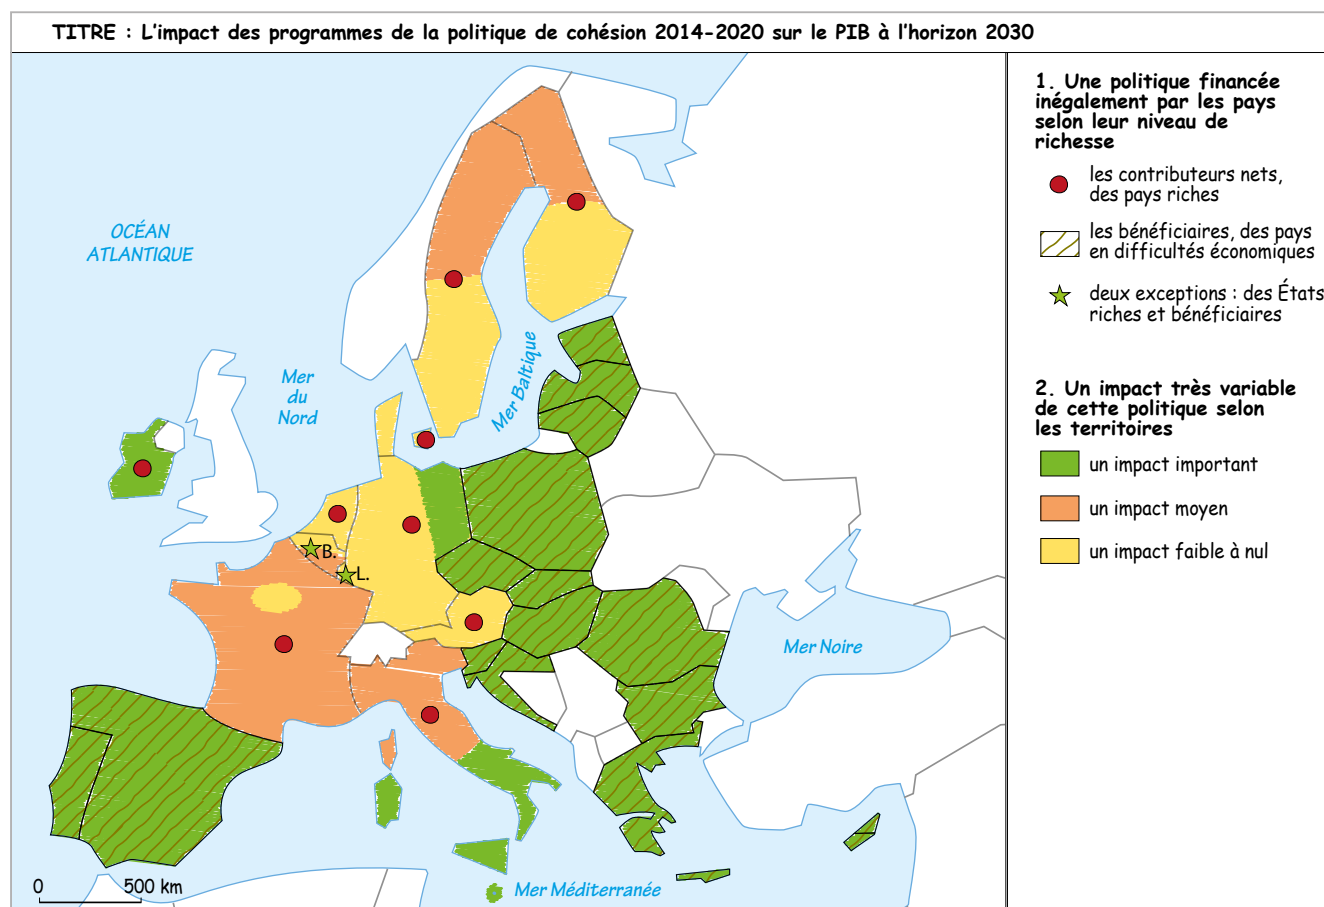 TITRE : L'impact des programmes de la politique de cohésion 2014-2020 sur le PIB à l'horizon 2030
OCÉAN
ATLANTIQUE
Mer
du
Nord
Mer Baltique
B.
L.
Mer Noire
Mer Méditerranée
0 500 km
1. Une politique financée
inégalement par les pays
selon leur niveau de
richesse
les contributeurs nets,
des pays riches
les bénéficiaires, des pays
en difficultés économiques
deux exceptions : des États
riches et bénéficiaires
2. Un impact très variable
de cette politique selon
les territoires
un impact important
un impact moyen
un impact faible à nul